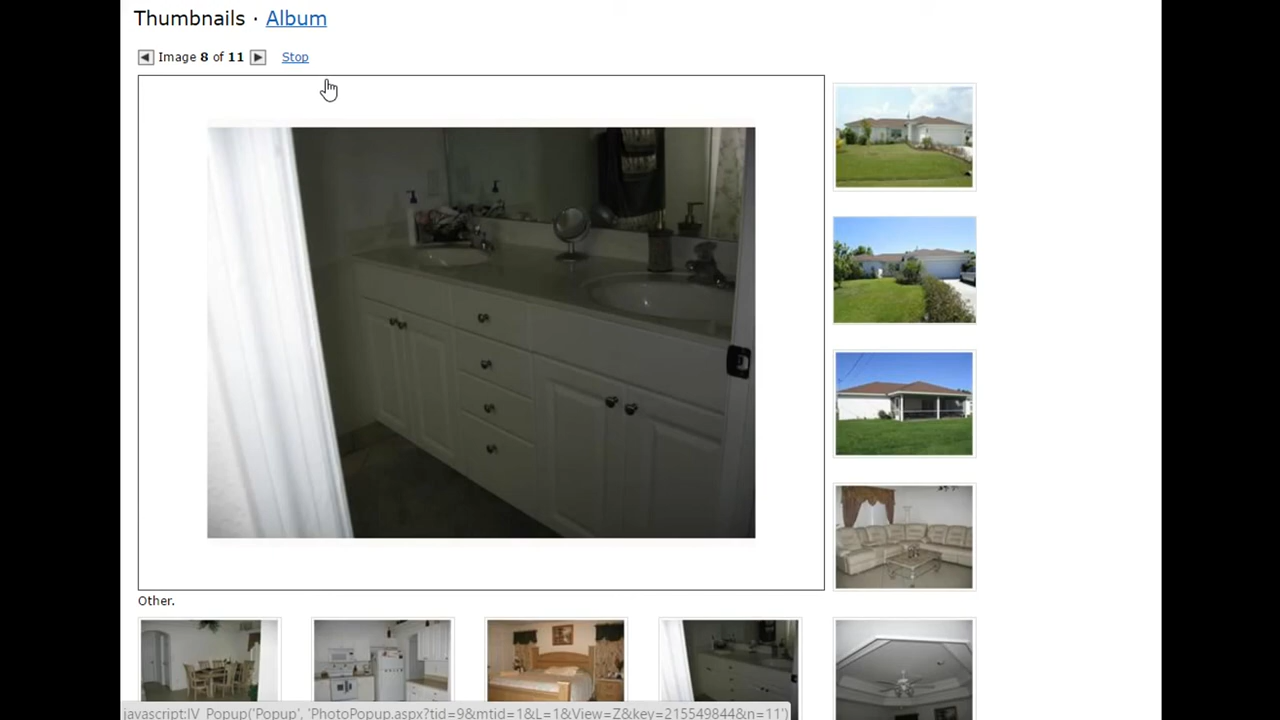 Thumbnails · Album
Image 8 of 11 Stop
Other.
javascript:IV_Popup('Popup', 'PhotoPopup.aspx?tid=9&mtid=1&L=1&View=Z&key=215549844&n=11')